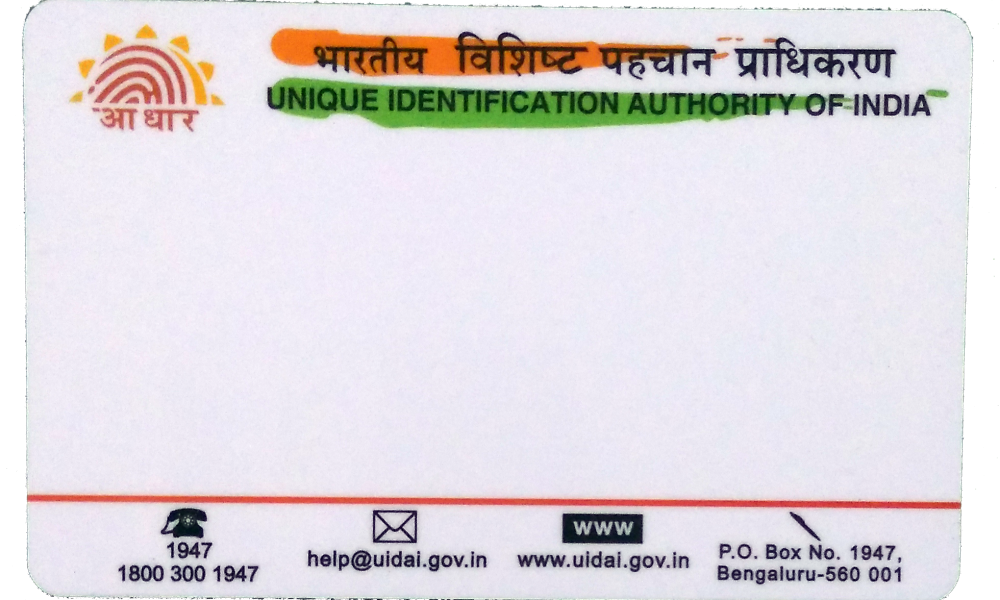 आधार
भारतीय विशिष्ट पहचान प्राधिकरण
UNIQUE IDENTIFICATION AUTHORITY OF INDIA
1947
1800 300 1947
help@uidai.gov.in
WWW
www.uidai.gov.in
P.O. Box No. 1947,
Bengaluru-560 001